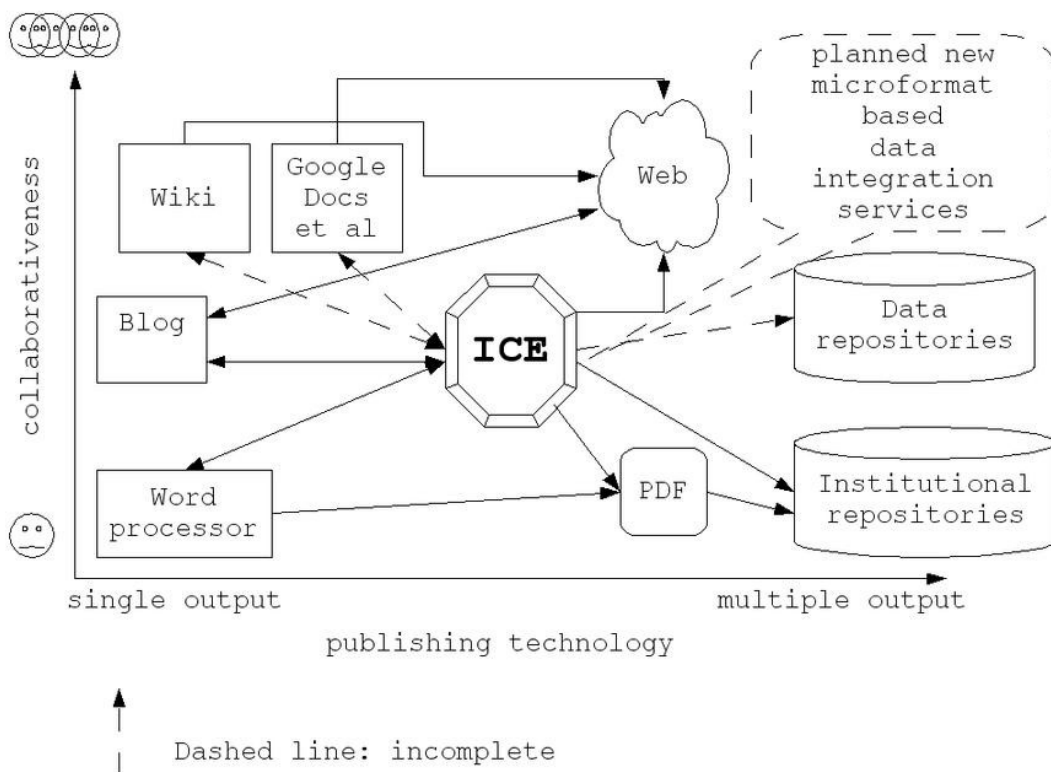 planned new
microformat
based
data
integration
services
Wiki
Google
Docs
et al
Web
collaborativeness
Blog
ICE
Data
repositories
Word
processor
PDF
Institutional
repositories
single output
multiple output
publishing technology
Dashed line: incomplete